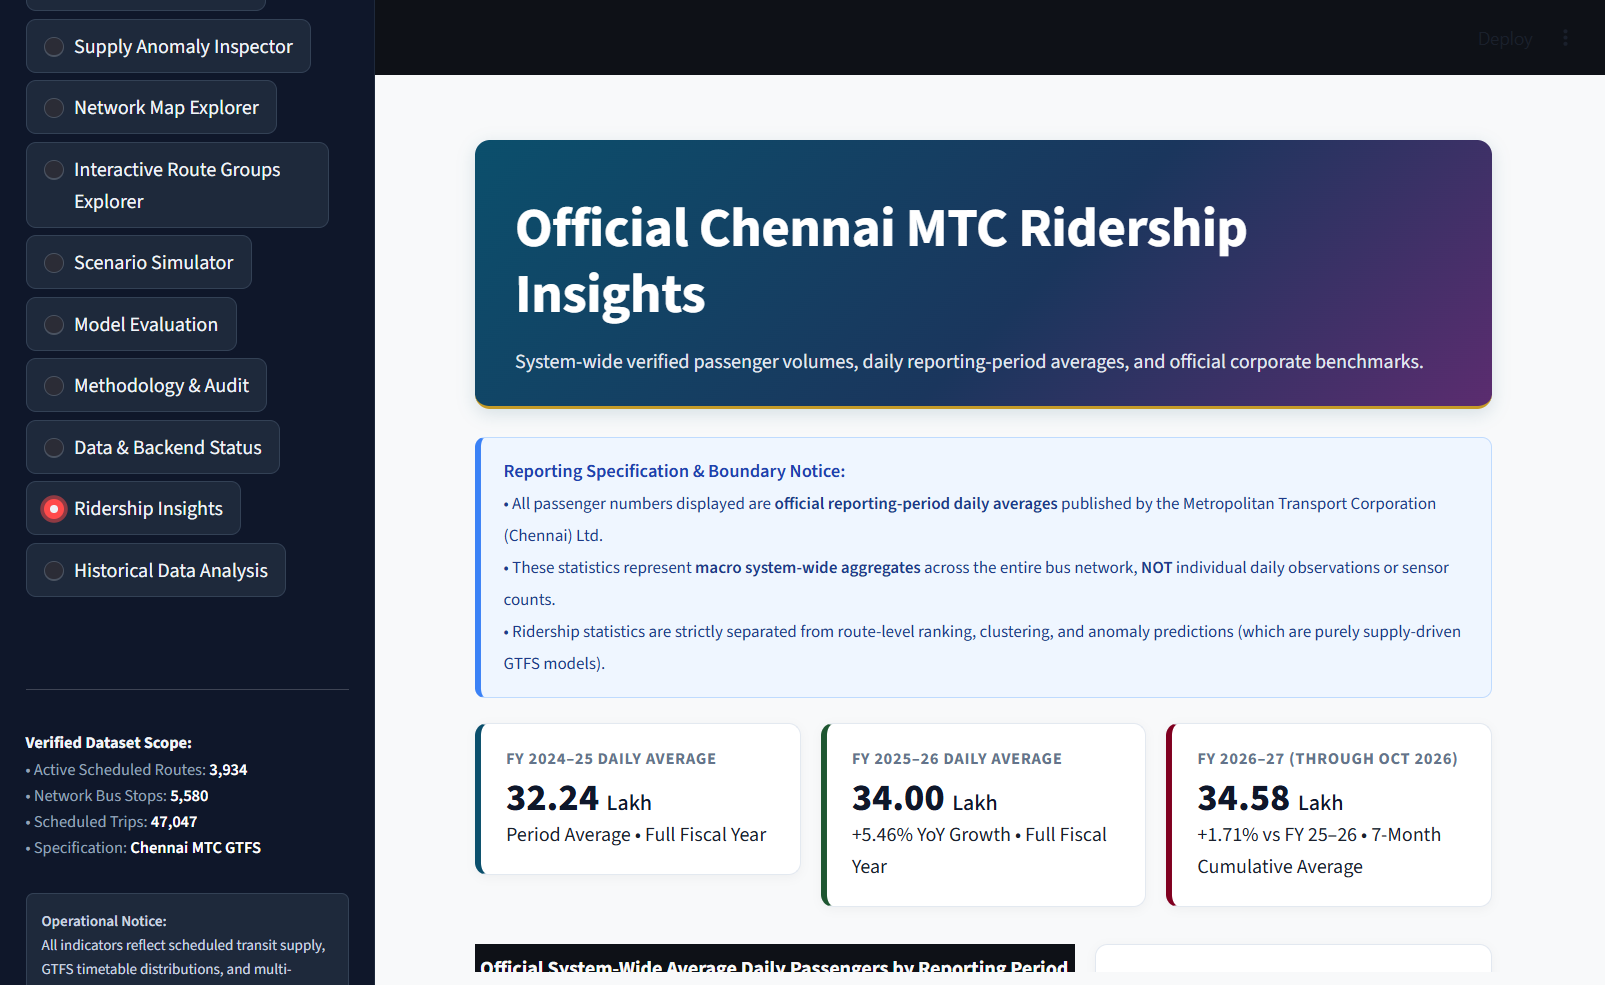 Supply Anomaly Inspector
Network Map Explorer
Interactive Route Groups
Explorer
Scenario Simulator
Model Evaluation
Methodology & Audit
Data & Backend Status
Ridership Insights
Historical Data Analysis
Verified Dataset Scope:
• Active Scheduled Routes: 3,934
• Network Bus Stops: 5,580
• Scheduled Trips: 47,047
• Specification: Chennai MTC GTFS
Operational Notice:
All indicators reflect scheduled transit supply,
GTFS timetable distributions, and multi-
Deploy
Official Chennai MTC Ridership
Insights
System-wide verified passenger volumes, daily reporting-period averages, and official corporate benchmarks.
Reporting Specification & Boundary Notice:
• All passenger numbers displayed are official reporting-period daily averages published by the Metropolitan Transport Corporation
(Chennai) Ltd.
• These statistics represent macro system-wide aggregates across the entire bus network, NOT individual daily observations or sensor
counts.
• Ridership statistics are strictly separated from route-level ranking, clustering, and anomaly predictions (which are purely supply-driven
GTFS models).
FY 2024–25 DAILY AVERAGE
32.24 Lakh
Period Average • Full Fiscal Year
FY 2025–26 DAILY AVERAGE
34.00 Lakh
+5.46% YoY Growth • Full Fiscal
Year
FY 2026–27 (THROUGH OCT 2026)
34.58 Lakh
+1.71% vs FY 25–26 • 7-Month
Cumulative Average
Official System-Wide Average Daily Passengers by Reporting Period